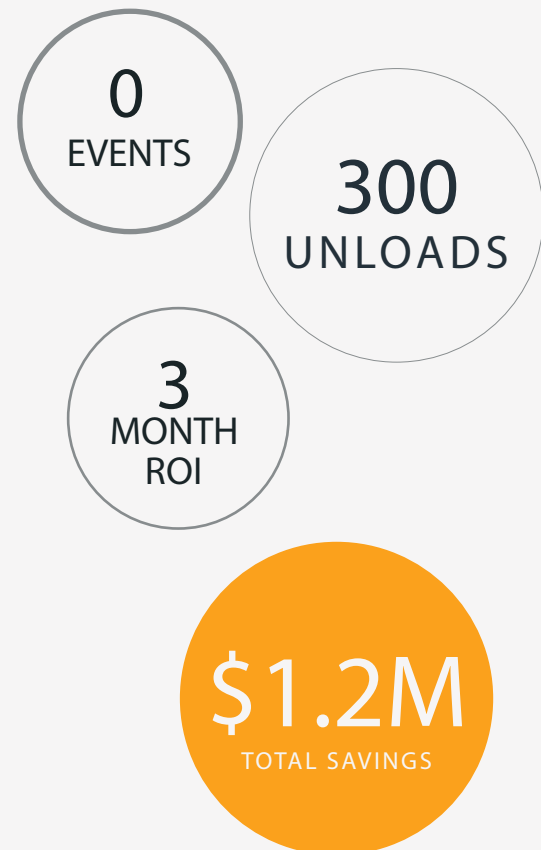 0
EVENTS
300
UNLOADS
3
MONTH
ROI
$1.2M
TOTAL SAVINGS